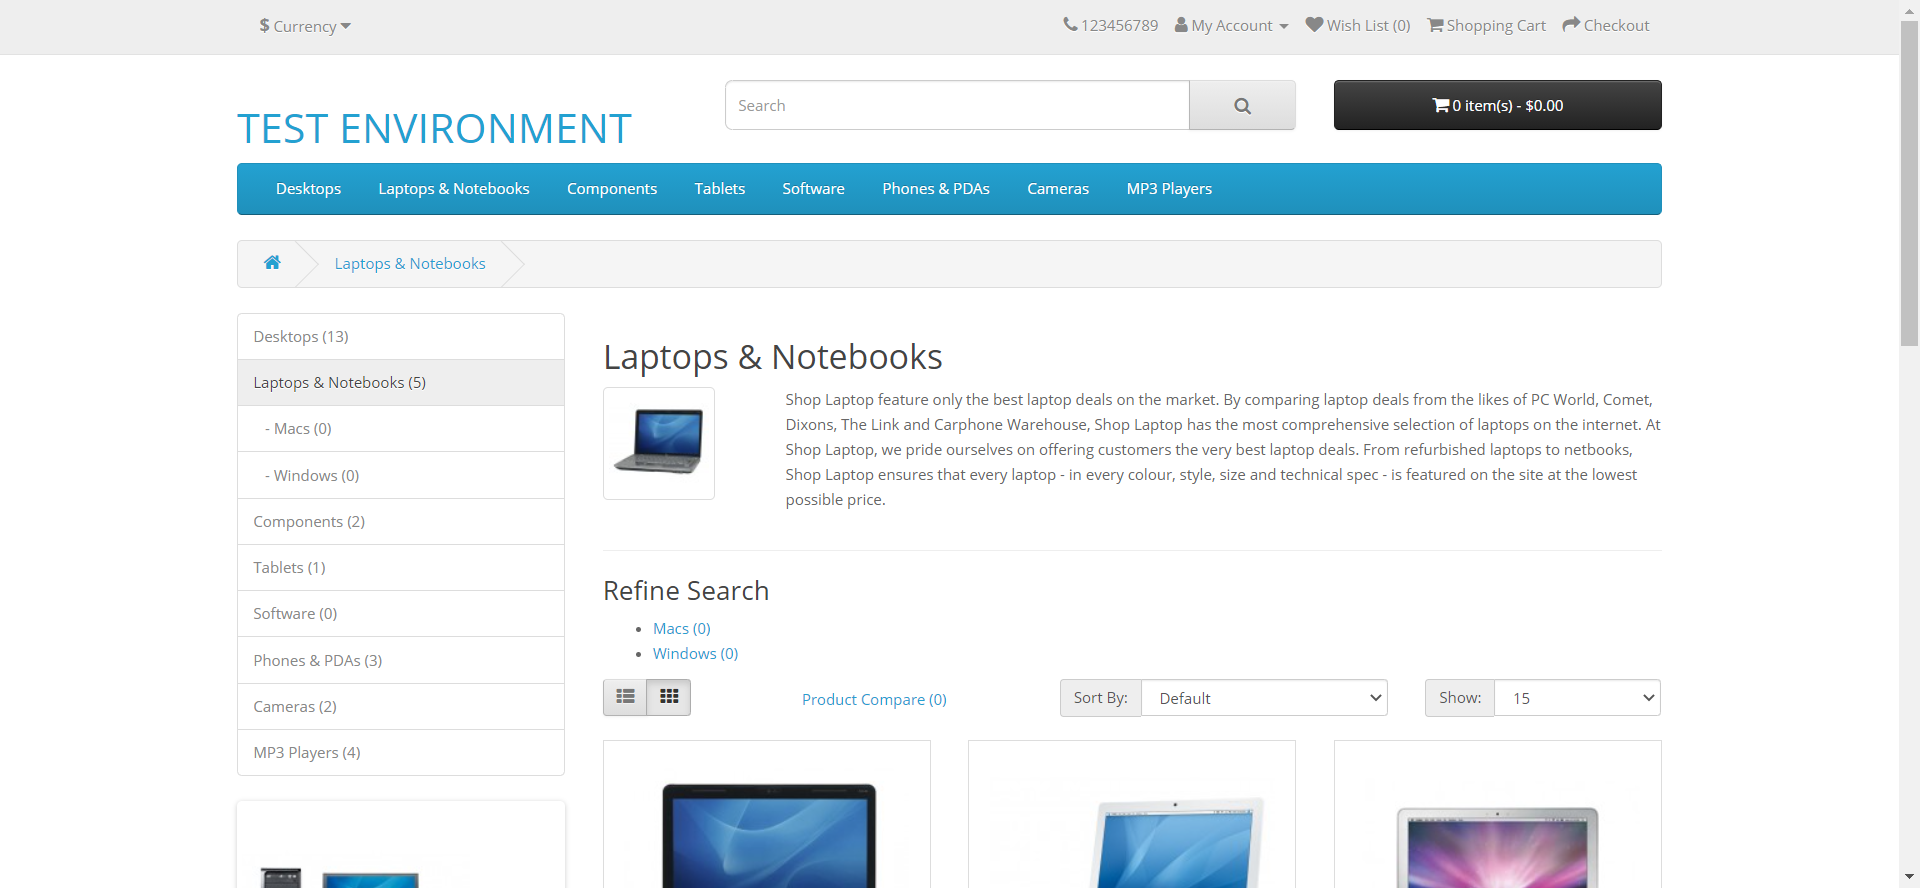 $ Currency
123456789 My Account Wish List (0) Shopping Cart Checkout
TEST ENVIRONMENT
Search
0 item(s) - $0.00
Desktops Laptops & Notebooks Components Tablets Software Phones & PDAs Cameras MP3 Players
Laptops & Notebooks
Desktops (13)
Laptops & Notebooks (5)
- Macs (0)
- Windows (0)
Components (2)
Tablets (1)
Software (0)
Phones & PDAs (3)
Cameras (2)
MP3 Players (4)
Laptops & Notebooks
Shop Laptop feature only the best laptop deals on the market. By comparing laptop deals from the likes of PC World, Comet,
Dixons, The Link and Carphone Warehouse, Shop Laptop has the most comprehensive selection of laptops on the internet. At
Shop Laptop, we pride ourselves on offering customers the very best laptop deals. From refurbished laptops to netbooks,
Shop Laptop ensures that every laptop - in every colour, style, size and technical spec - is featured on the site at the lowest
possible price.
Refine Search
Macs (0)
Windows (0)
Product Compare (0)
Sort By: Default
Show: 15